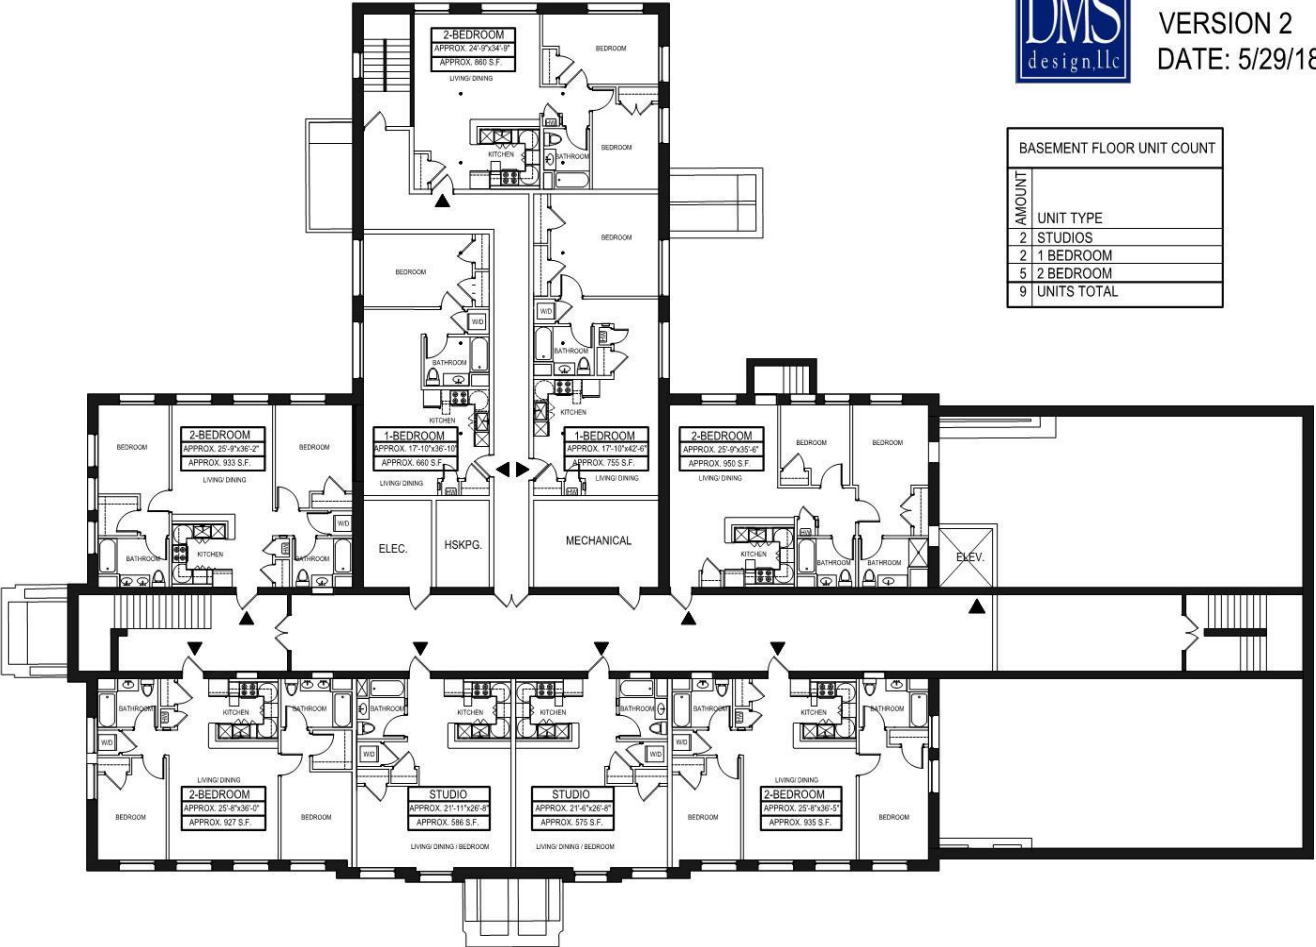 DMS
design,llc
VERSION 2
DATE: 5/29/18
BASEMENT FLOOR UNIT COUNT
AMOUNT
UNIT TYPE
2 STUDIOS
2 1 BEDROOM
5 2 BEDROOM
9 UNITS TOTAL
2-BEDROOM
APPROX. 24'-9"x34'-9"
APPROX. 860 S.F.
LIVING/ DINING
BEDROOM
BEDROOM
KITCHEN
BATHROOM
HW
BEDROOM
BEDROOM
W/D
W/D
HW
BATHROOM
BATHROOM
KITCHEN
KITCHEN
1-BEDROOM
APPROX. 17'-10"x36'-10"
APPROX. 660 S.F.
LIVING/ DINING
HW
1-BEDROOM
APPROX. 17'-10"x42'-6"
APPROX. 755 S.F.
LIVING/ DINING
HW
BEDROOM
2-BEDROOM
APPROX. 25'-9"x36'-2"
APPROX. 933 S.F.
LIVING/ DINING
BEDROOM
W/D
HW
BATHROOM
KITCHEN
BATHROOM
2-BEDROOM
APPROX. 25'-9"x35'-6"
APPROX. 950 S.F.
LIVING/ DINING
BEDROOM
BEDROOM
HW
KITCHEN
BATHROOM
BATHROOM
ELEC.
HSKPG.
MECHANICAL
ELEV.
BATHROOM
HW
KITCHEN
BATHROOM
W/D
LIVING/ DINING
2-BEDROOM
APPROX. 25'-8"x36'-0"
APPROX. 927 S.F.
BEDROOM
BEDROOM
BATHROOM
KITCHEN
W/D
STUDIO
APPROX. 21'-11"x26'-8"
APPROX. 586 S.F.
LIVING/ DINING / BEDROOM
KITCHEN
BATHROOM
W/D
STUDIO
APPROX. 21'-6"x26'-8"
APPROX. 575 S.F.
LIVING/ DINING / BEDROOM
BATHROOM
HW
KITCHEN
BATHROOM
W/D
LIVING/ DINING
2-BEDROOM
APPROX. 25'-8"x36'-5"
APPROX. 935 S.F.
BEDROOM
BEDROOM